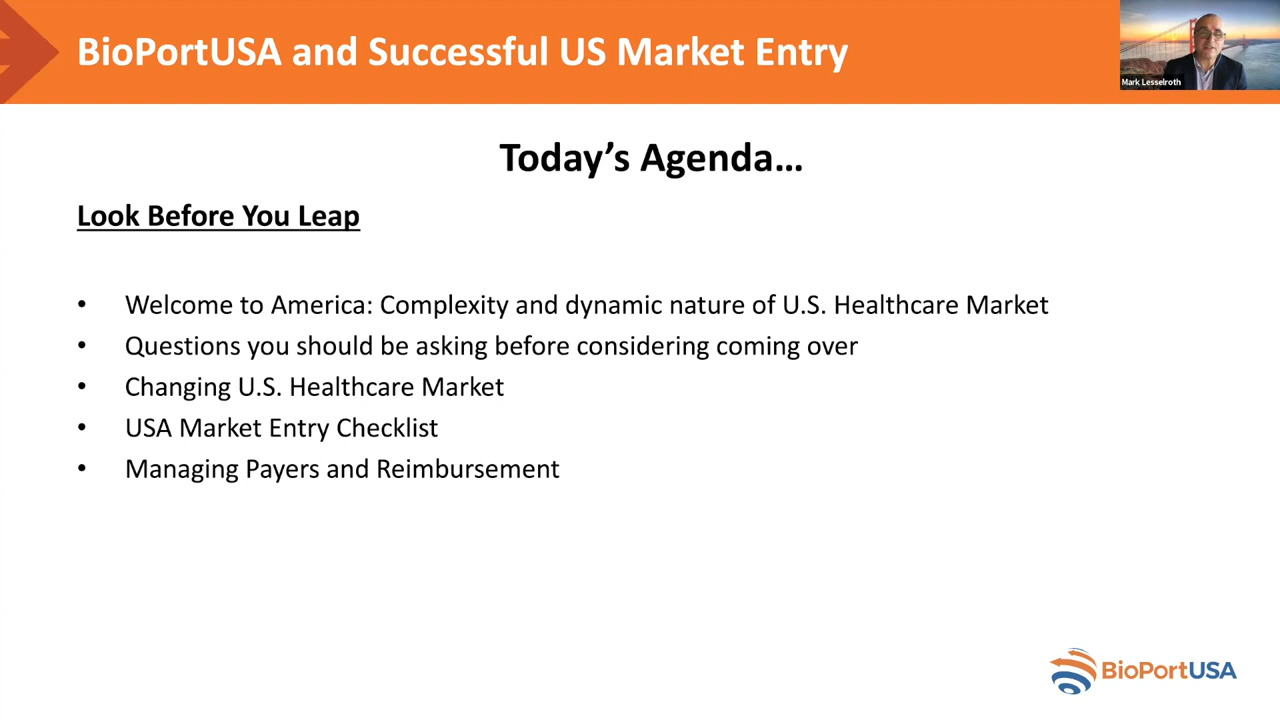 BioPortUSA and Successful US Market Entry
Mark Lesselroth
Today’s Agenda…
Look Before You Leap
• Welcome to America: Complexity and dynamic nature of U.S. Healthcare Market
• Questions you should be asking before considering coming over
• Changing U.S. Healthcare Market
• USA Market Entry Checklist
• Managing Payers and Reimbursement
BioPortUSA